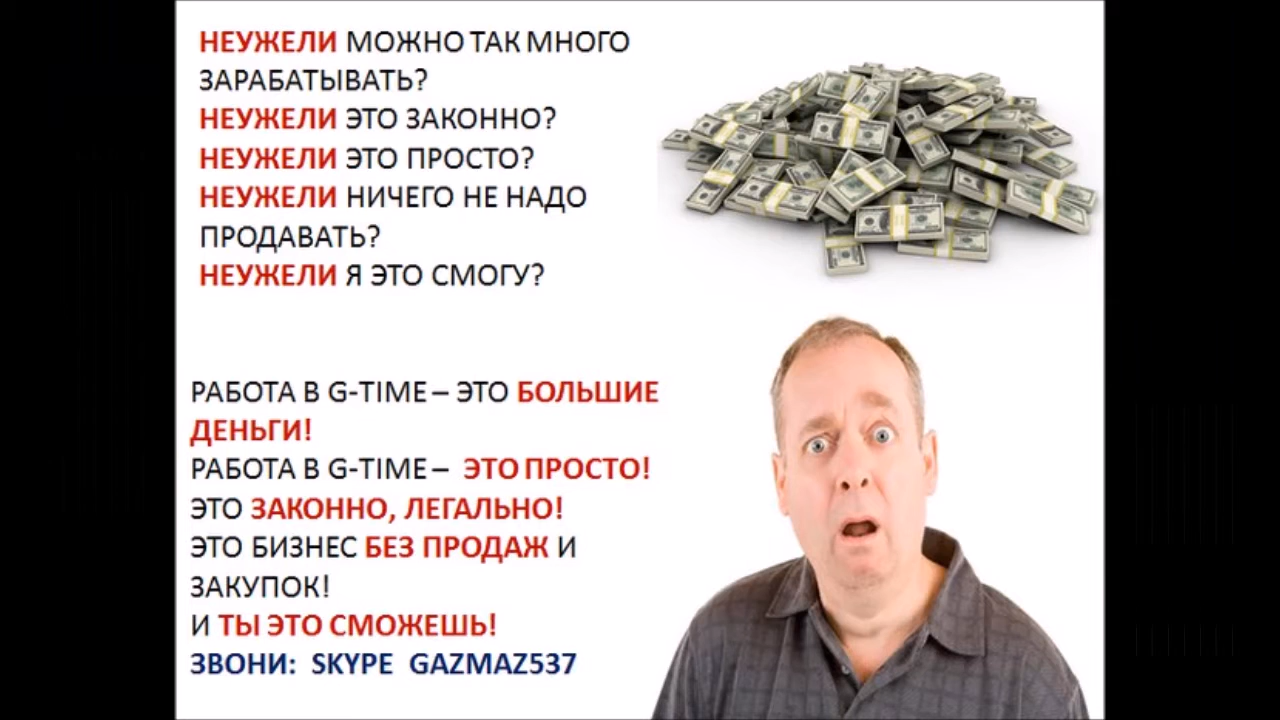 НЕУЖЕЛИ МОЖНО ТАК МНОГО
ЗАРАБАТЫВАТЬ?
НЕУЖЕЛИ ЭТО ЗАКОННО?
НЕУЖЕЛИ ЭТО ПРОСТО?
НЕУЖЕЛИ НИЧЕГО НЕ НАДО
ПРОДАВАТЬ?
НЕУЖЕЛИ Я ЭТО СМОГУ?
РАБОТА В G-TIME – ЭТО БОЛЬШИЕ
ДЕНЬГИ!
РАБОТА В G-TIME – ЭТО ПРОСТО!
ЭТО ЗАКОННО, ЛЕГАЛЬНО!
ЭТО БИЗНЕС БЕЗ ПРОДАЖ И
ЗАКУПОК!
И ТЫ ЭТО СМОЖЕШЬ!
ЗВОНИ: SKYPE GAZMAZ537